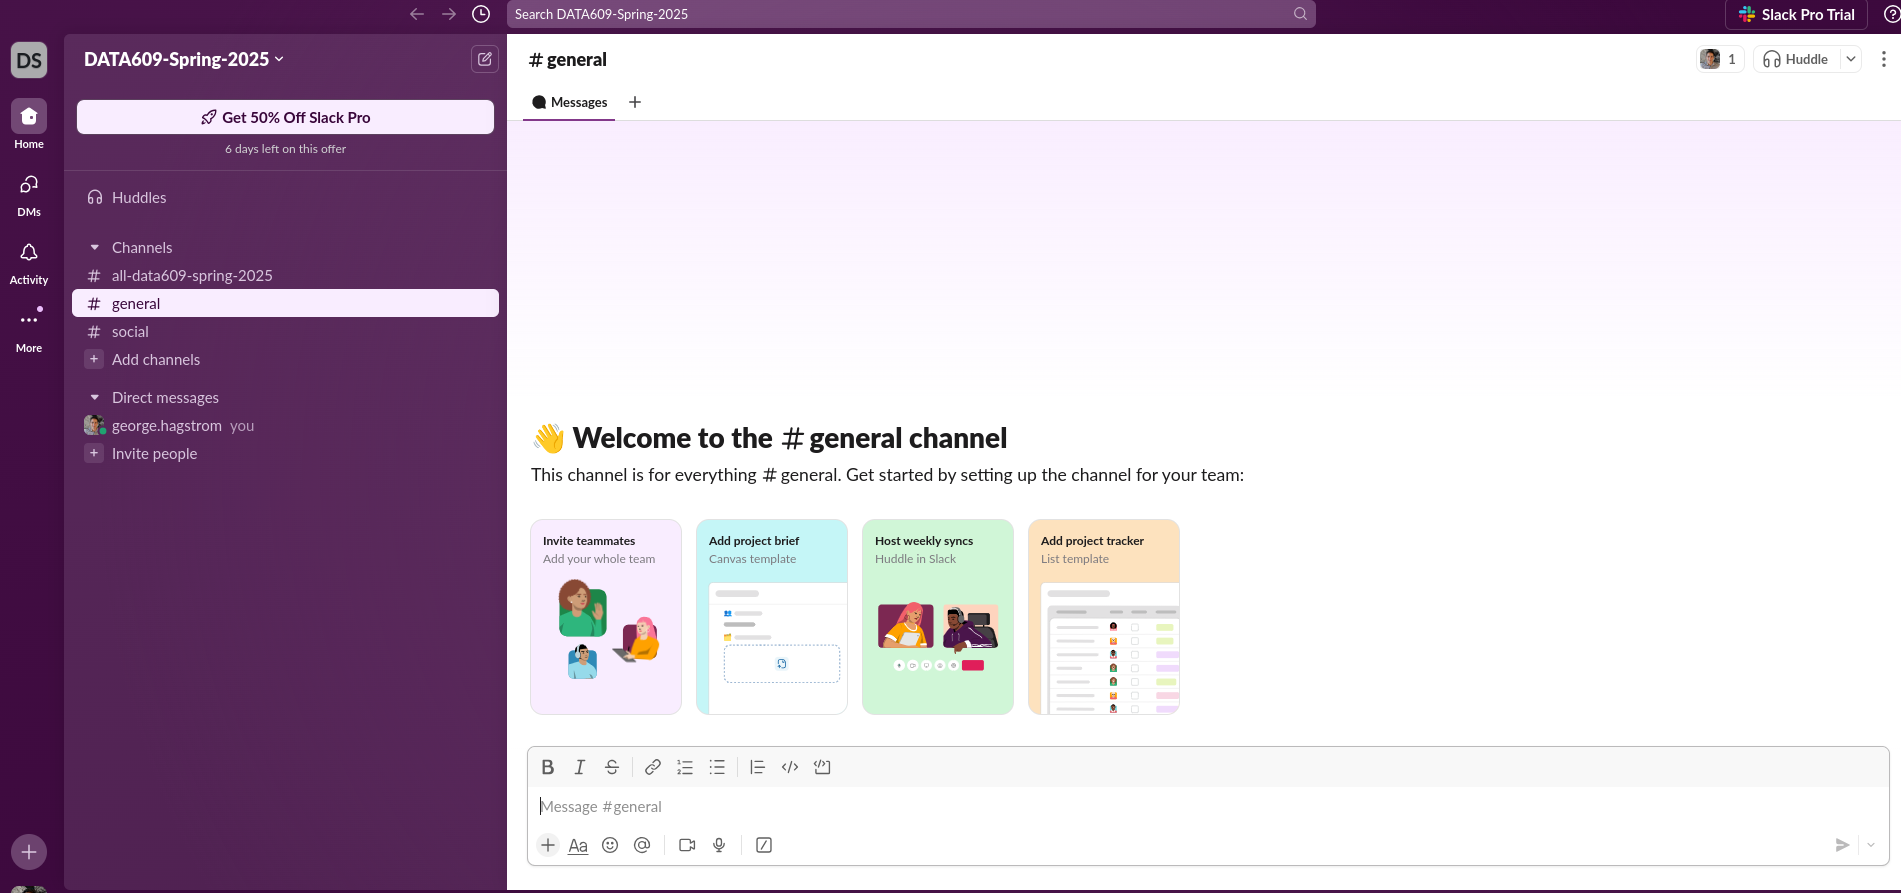 Search DATA609-Spring-2025
Slack Pro Trial
DS
Home
DMs
Activity
More
DATA609-Spring-2025
Get 50% Off Slack Pro
6 days left on this offer
Huddles
Channels
# all-data609-spring-2025
# general
# social
+ Add channels
Direct messages
george.hagstrom you
+ Invite people
# general
1
Huddle
Messages
+
👋 Welcome to the # general channel
This channel is for everything # general. Get started by setting up the channel for your team:
Invite teammates
Add your whole team
Add project brief
Canvas template
Host weekly syncs
Huddle in Slack
Add project tracker
List template
B I S
Message #general
+ Aa @